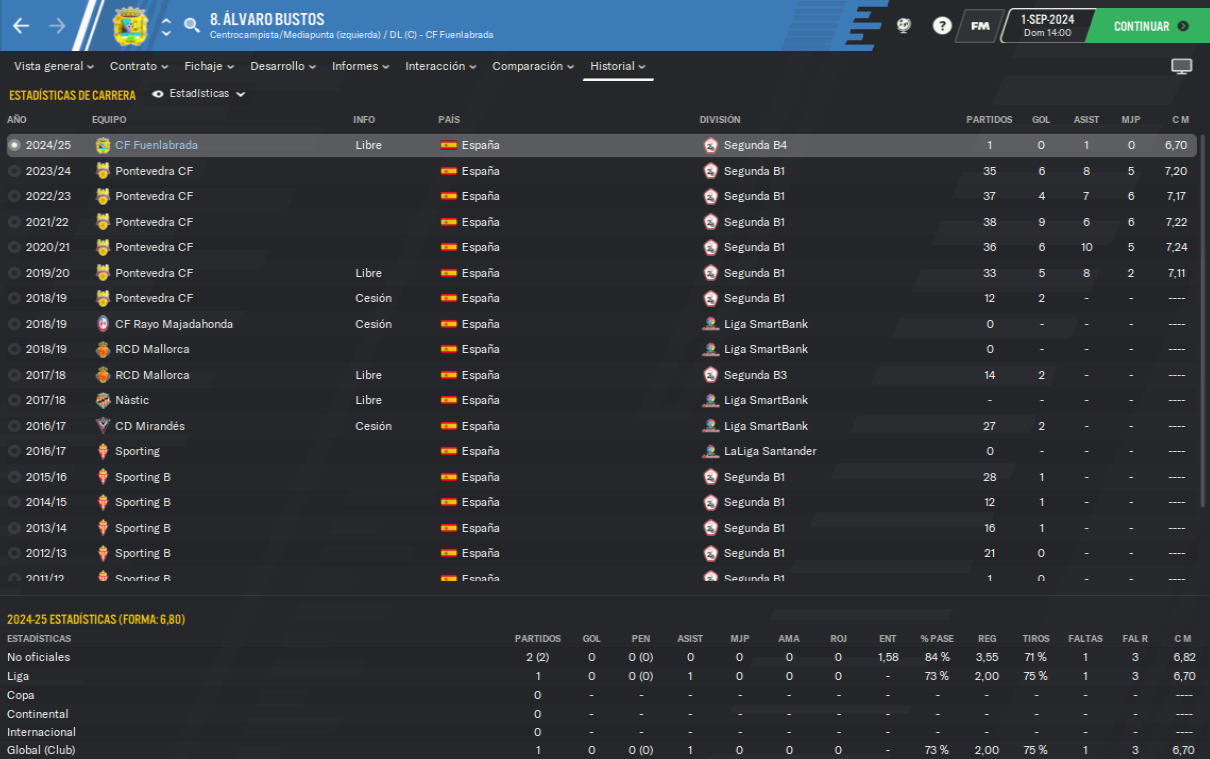 8. ÁLVARO BUSTOS
Centrocampista/Mediapunta (izquierda) / DL (C) - CF Fuenlabrada
? FM 1-SEP-2024 Dom 14:00 CONTINUAR
Vista general Contrato Fichaje Desarrollo Informes Interacción Comparación Historial
ESTADÍSTICAS DE CARRERA Estadísticas
AÑO EQUIPO INFO PAÍS DIVISIÓN PARTIDOS GOL ASIST MJP C M
2024/25 CF Fuenlabrada Libre España Segunda B4 1 0 1 0 6,70
2023/24 Pontevedra CF España Segunda B1 35 6 8 5 7,20
2022/23 Pontevedra CF España Segunda B1 37 4 7 6 7,17
2021/22 Pontevedra CF España Segunda B1 38 9 6 6 7,22
2020/21 Pontevedra CF España Segunda B1 36 6 10 5 7,24
2019/20 Pontevedra CF Libre España Segunda B1 33 5 8 2 7,11
2018/19 Pontevedra CF Cesión España Segunda B1 12 2 - - ----
2018/19 CF Rayo Majadahonda Cesión España Liga SmartBank 0 - - - ----
2018/19 RCD Mallorca España Liga SmartBank 0 - - - ----
2017/18 RCD Mallorca Libre España Segunda B3 14 2 - - ----
2017/18 Nàstic Libre España Liga SmartBank - - - - ----
2016/17 CD Mirandés Cesión España Liga SmartBank 27 2 - - ----
2016/17 Sporting España LaLiga Santander 0 - - - ----
2015/16 Sporting B España Segunda B1 28 1 - - ----
2014/15 Sporting B España Segunda B1 12 1 - - ----
2013/14 Sporting B España Segunda B1 16 1 - - ----
2012/13 Sporting B España Segunda B1 21 0 - - ----
2011/12 Sporting B España Segunda B1 1 0 - - ----
2024-25 ESTADÍSTICAS (FORMA: 6,80)
ESTADÍSTICAS PARTIDOS GOL PEN ASIST MJP AMA ROJ ENT % PASE REG TIROS FALTAS FAL R C M
No oficiales 2 (2) 0 0 (0) 0 0 0 0 1,58 84 % 3,55 71 % 1 3 6,82
Liga 1 0 0 (0) 1 0 0 0 - 73 % 2,00 75 % 1 3 6,70
Copa 0 - - - - - - - - - - - - ----
Continental 0 - - - - - - - - - - - - ----
Internacional 0 - - - - - - - - - - - - ----
Global (Club) 1 0 0 (0) 1 0 0 0 - 73 % 2,00 75 % 1 3 6,70